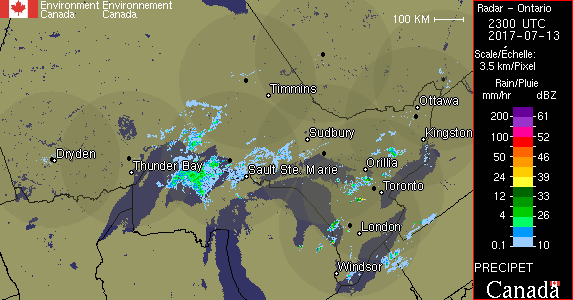 Environment Environnement
Canada Canada
100 KM
Timmins
Ottawa
Sudbury
Kingston
Dryden
Thunder Bay
Sault Ste. Marie
Orillia
Toronto
London
Windsor
Radar - Ontario
2300 UTC
2017-07-13
Scale/Échelle:
3.5 km/Pixel
Rain/Pluie
mm/hr dBZ
200 61
100 52
50 46
24 39
12 33
4 26
0.1 10
PRECIPET
Canada